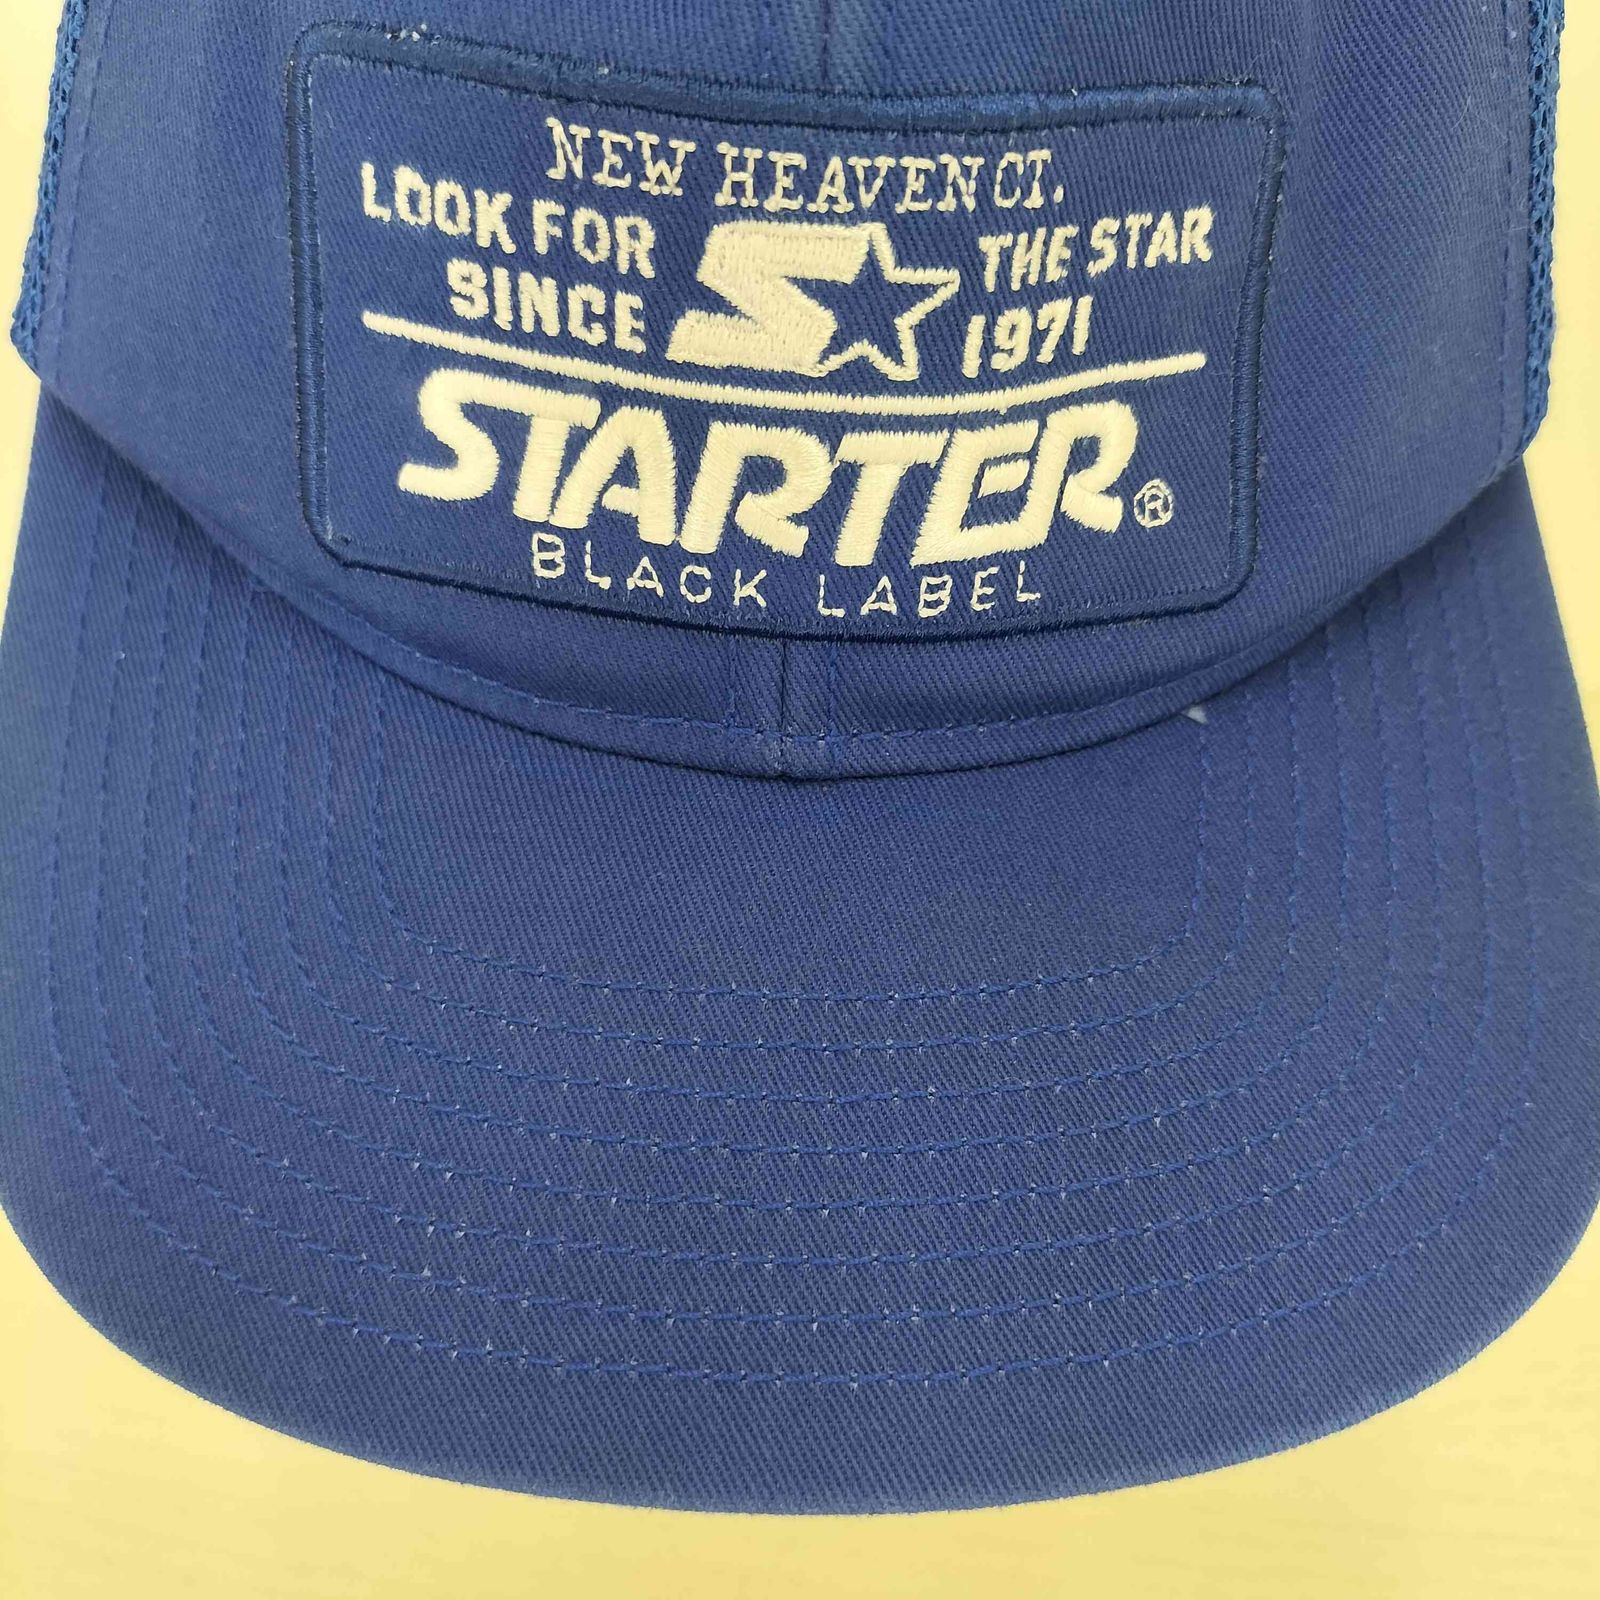 NEW HEAVEN CT.
LOOK FOR THE STAR
SINCE 1971
STARTER®
BLACK LABEL